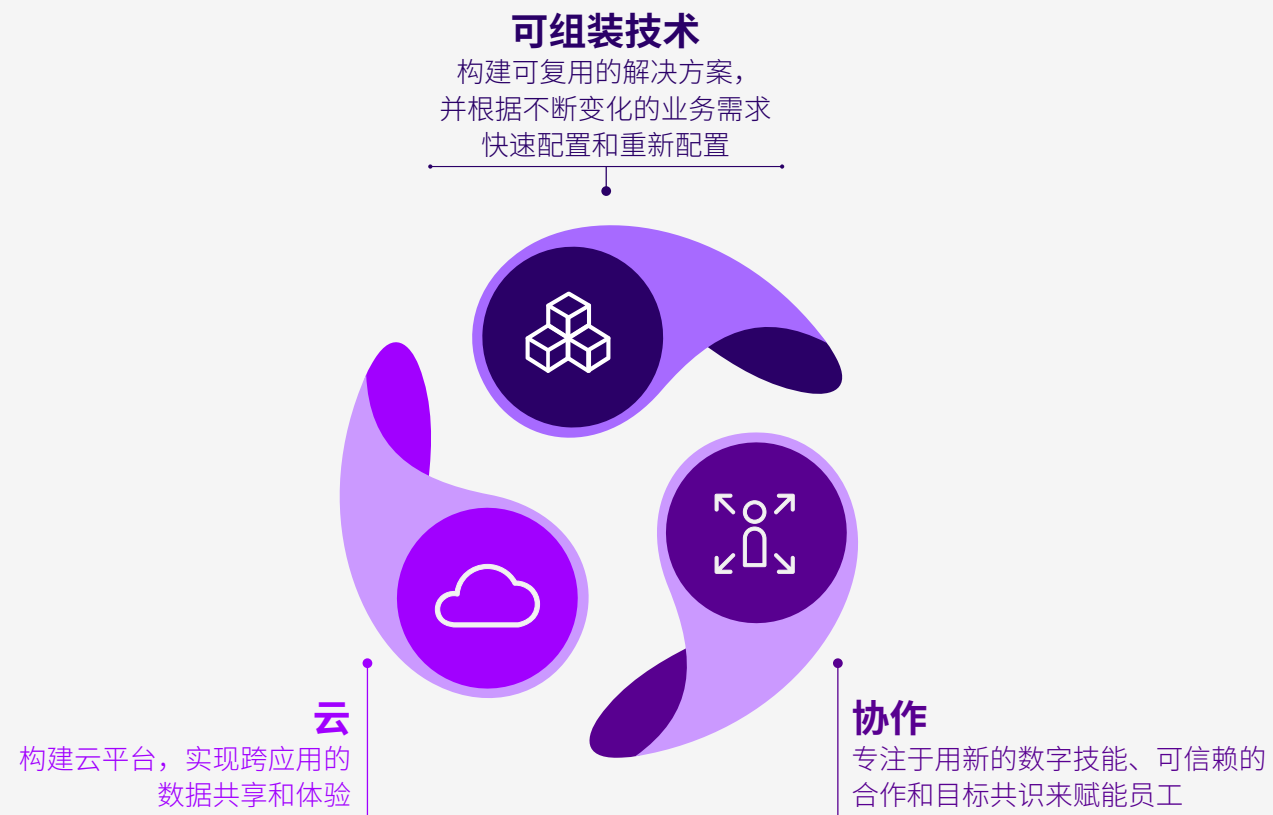 可组装技术
构建可复用的解决方案，
并根据不断变化的业务需求
快速配置和重新配置
云
构建云平台，实现跨应用的
数据共享和体验
协作
专注于用新的数字技能、可信赖的
合作和目标共识来赋能员工